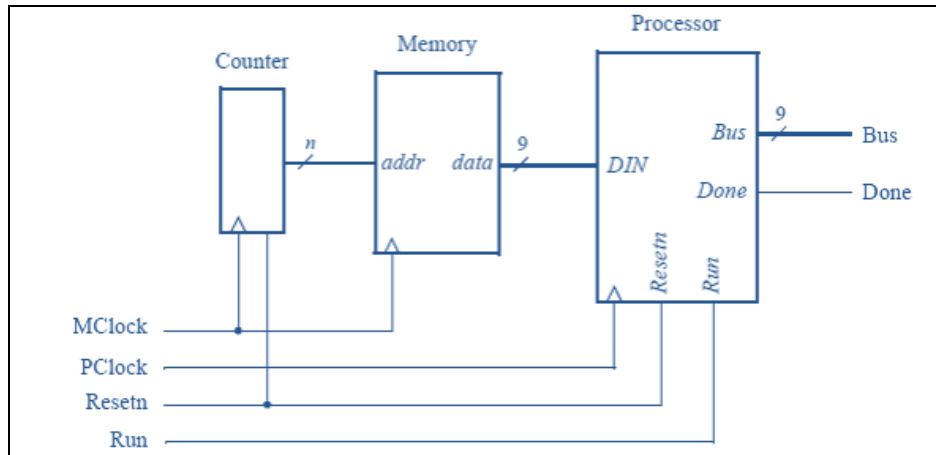 Processor
Memory
Counter
9
Bus
Bus
n
9
addr
data
DIN
Done
Done
Resetn
Run
MClock
PClock
Resetn
Run